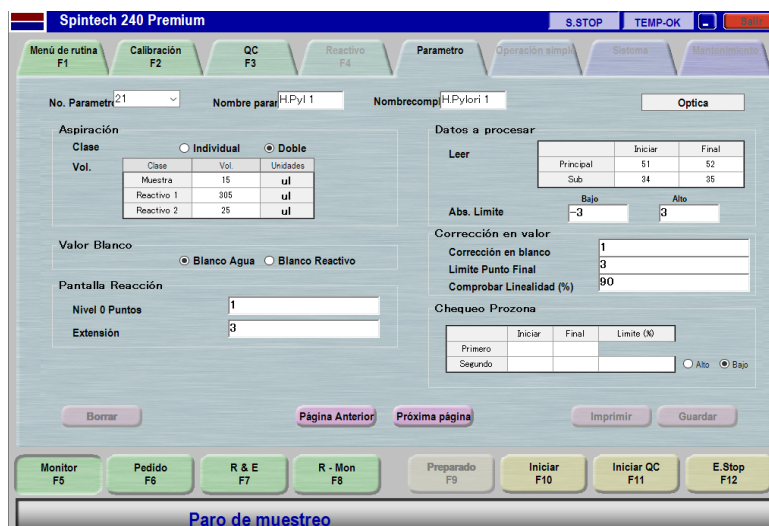 Spintech 240 Premium
S.STOP
TEMP-OK
Salir
Menú de rutina F1
Calibración F2
QC F3
Reactivo F4
Parametro
Operación simple
Sistema
Mantenimiento
No. Parametro 21
Nombre paran H.Pyl 1
Nombrecompl H.Pylori 1
Optica
Aspiración
Clase Individual Doble
Vol.
Clase Vol. Unidades
Muestra 15 ul
Reactivo 1 305 ul
Reactivo 2 25 ul
Valor Blanco
Blanco Agua Blanco Reactivo
Pantalla Reacción
Nivel 0 Puntos 1
Extensión 3
Datos a procesar
Leer
Iniciar Final
Principal 51 52
Sub 34 35
Bajo Alto
Abs. Limite -3 3
Corrección en valor
Corrección en blanco 1
Limite Punto Final 3
Comprobar Linealidad (%) 90
Chequeo Prozona
Iniciar Final Limite (%)
Primero
Segundo
Alto Bajo
Borrar
Página Anterior
Próxima página
Imprimir
Guardar
Monitor F5
Pedido F6
R & E F7
R - Mon F8
Preparado F9
Iniciar F10
Iniciar QC F11
E.Stop F12
Paro de muestreo